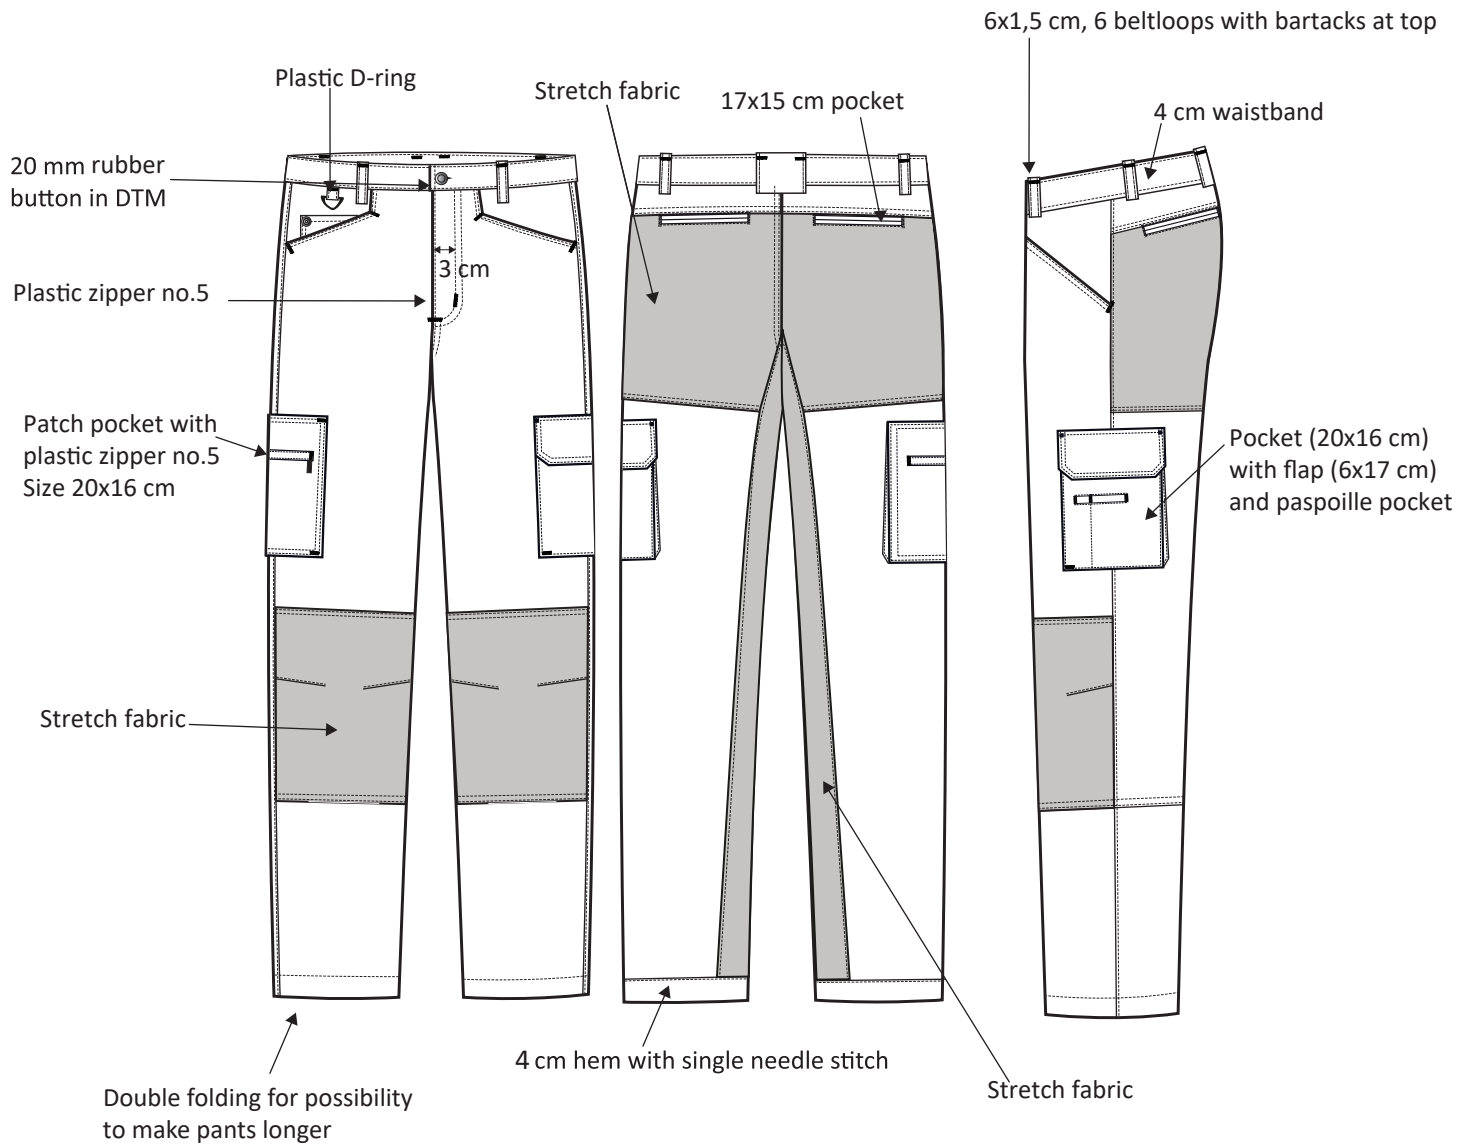 6x1,5 cm, 6 beltloops with bartacks at top
Plastic D-ring
Stretch fabric
17x15 cm pocket
4 cm waistband
20 mm rubber
button in DTM
3 cm
Plastic zipper no.5
Patch pocket with
plastic zipper no.5
Size 20x16 cm
Pocket (20x16 cm)
with flap (6x17 cm)
and paspoille pocket
Stretch fabric
4 cm hem with single needle stitch
Stretch fabric
Double folding for possibility
to make pants longer